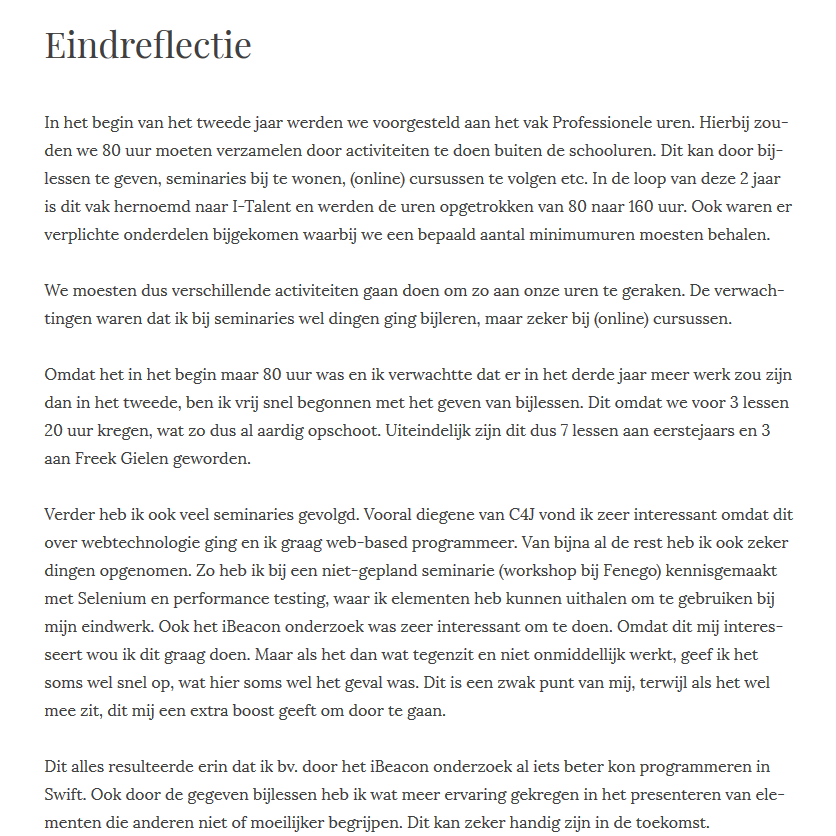 Eindreflectie
In het begin van het tweede jaar werden we voorgesteld aan het vak Professionele uren. Hierbij zou-
den we 80 uur moeten verzamelen door activiteiten te doen buiten de schooluren. Dit kan door bij-
lessen te geven, seminaries bij te wonen, (online) cursussen te volgen etc. In de loop van deze 2 jaar
is dit vak hernoemd naar I-Talent en werden de uren opgetrokken van 80 naar 160 uur. Ook waren er
verplichte onderdelen bijgekomen waarbij we een bepaald aantal minimumuren moesten behalen.
We moesten dus verschillende activiteiten gaan doen om zo aan onze uren te geraken. De verwach-
tingen waren dat ik bij seminaries wel dingen ging bijleren, maar zeker bij (online) cursussen.
Omdat het in het begin maar 80 uur was en ik verwachtte dat er in het derde jaar meer werk zou zijn
dan in het tweede, ben ik vrij snel begonnen met het geven van bijlessen. Dit omdat we voor 3 lessen
20 uur kregen, wat zo dus al aardig opschoot. Uiteindelijk zijn dit dus 7 lessen aan eerstejaars en 3
aan Freek Gielen geworden.
Verder heb ik ook veel seminaries gevolgd. Vooral diegene van C4J vond ik zeer interessant omdat dit
over webtechnologie ging en ik graag web-based programmeer. Van bijna al de rest heb ik ook zeker
dingen opgenomen. Zo heb ik bij een niet-gepland seminarie (workshop bij Fenego) kennisgemaakt
met Selenium en performance testing, waar ik elementen heb kunnen uithalen om te gebruiken bij
mijn eindwerk. Ook het iBeacon onderzoek was zeer interessant om te doen. Omdat dit mij interes-
seert wou ik dit graag doen. Maar als het dan wat tegenzit en niet onmiddellijk werkt, geef ik het
soms wel snel op, wat hier soms wel het geval was. Dit is een zwak punt van mij, terwijl als het wel
mee zit, dit mij een extra boost geeft om door te gaan.
Dit alles resulteerde erin dat ik bv. door het iBeacon onderzoek al iets beter kon programmeren in
Swift. Ook door de gegeven bijlessen heb ik wat meer ervaring gekregen in het presenteren van ele-
menten die anderen niet of moeilijker begrijpen. Dit kan zeker handig zijn in de toekomst.